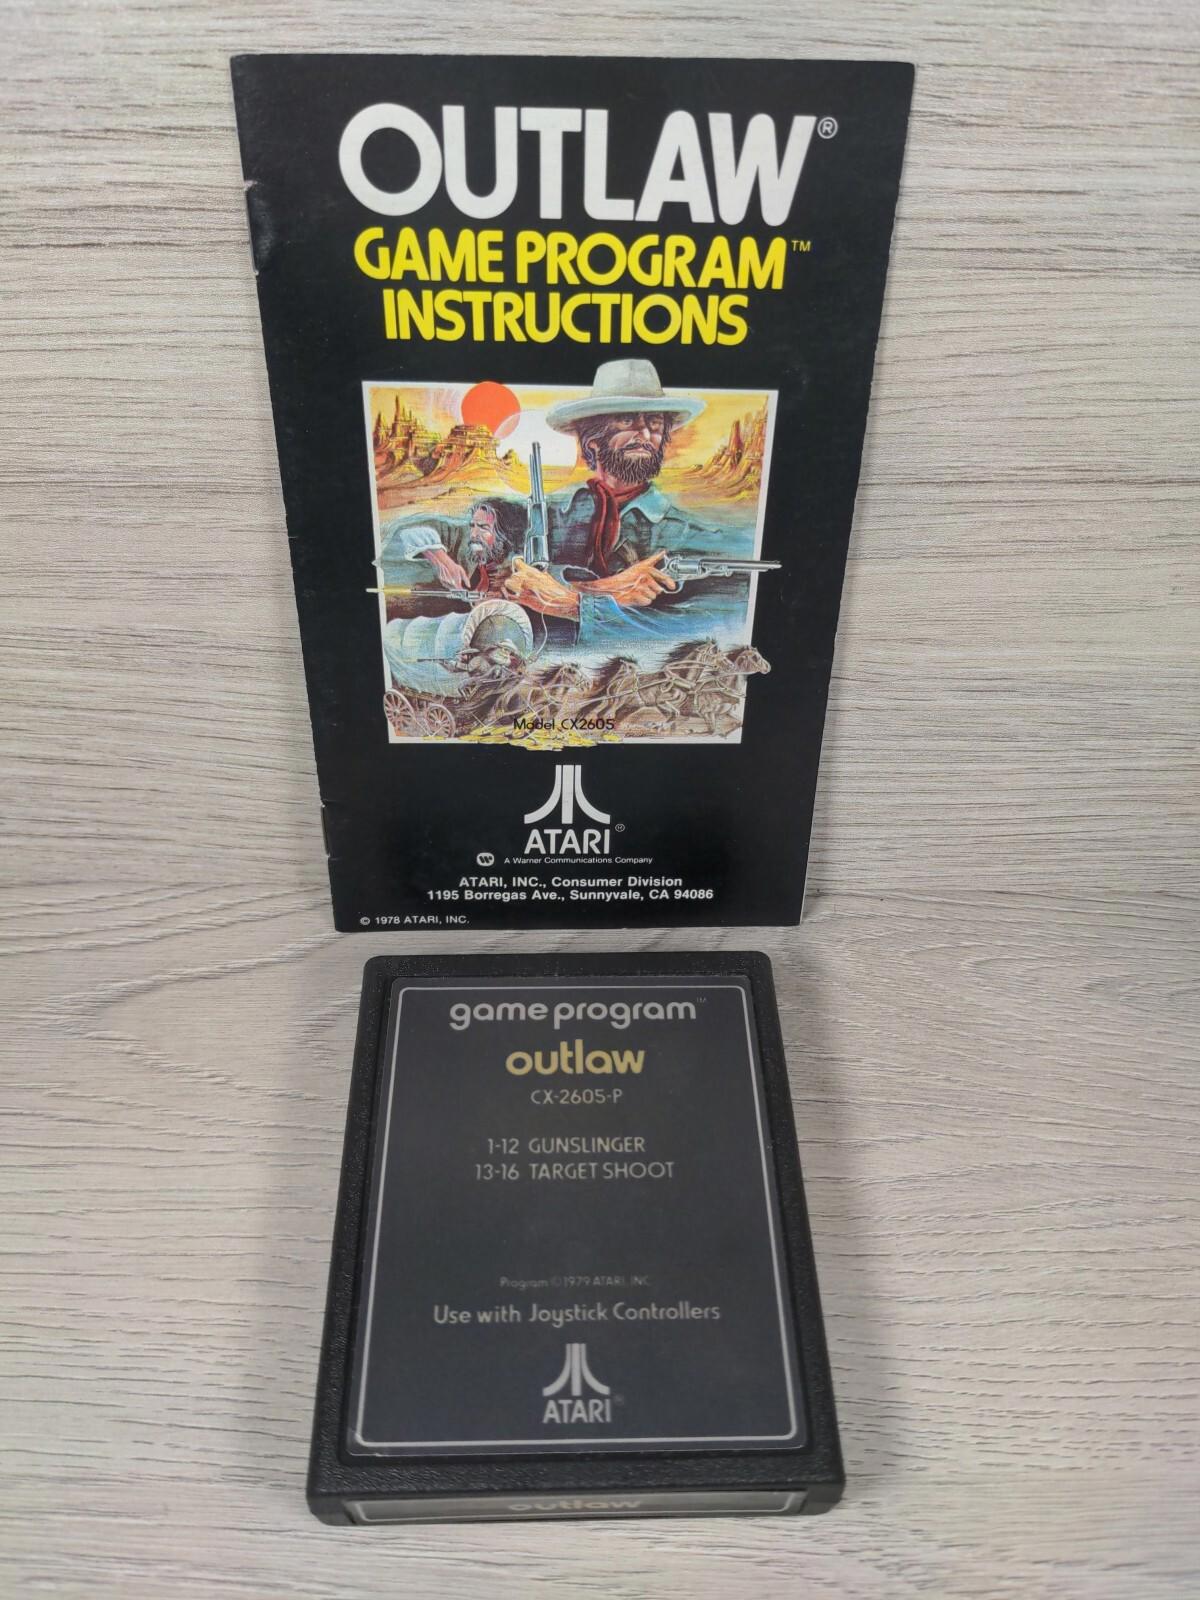 OUTLAW®
GAME PROGRAM™
INSTRUCTIONS
Model CX2605
ATARI®
A Warner Communications Company
ATARI, INC., Consumer Division
1195 Borregas Ave., Sunnyvale, CA 94086
© 1978 ATARI, INC.
game program™
outlaw
CX-2605-P
1-12 GUNSLINGER
13-16 TARGET SHOOT
Program © 1979 ATARI, INC.
Use with Joystick Controllers
ATARI®
outlaw